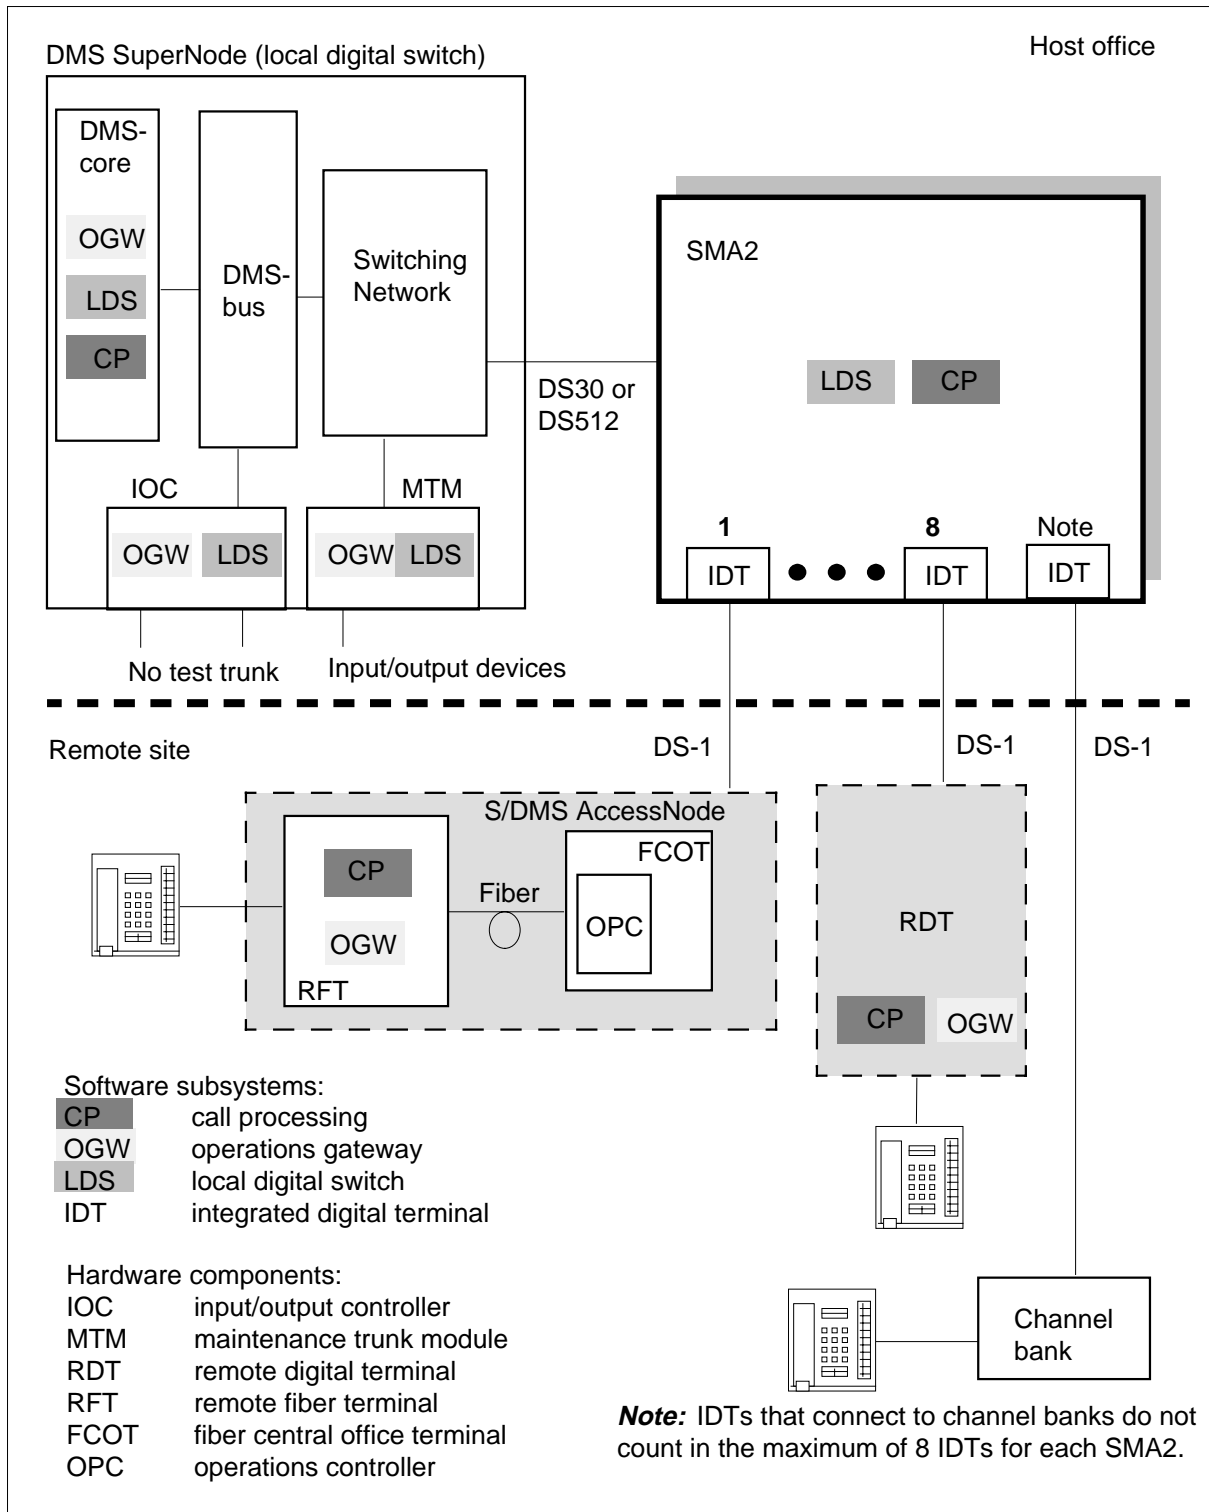 DMS SuperNode (local digital switch)
Host office
DMS-
core
OGW
LDS
CP
DMS-
bus
Switching
Network
SMA2
LDS
CP
DS30 or
DS512
IOC
MTM
OGW
LDS
OGW
LDS
1
8
Note
IDT
IDT
IDT
No test trunk
Input/output devices
Remote site
DS-1
DS-1
DS-1
S/DMS AccessNode
FCOT
CP
Fiber
OPC
OGW
RFT
RDT
CP
OGW
Software subsystems:
CP call processing
OGW operations gateway
LDS local digital switch
IDT integrated digital terminal
Hardware components:
IOC input/output controller
MTM maintenance trunk module
RDT remote digital terminal
RFT remote fiber terminal
FCOT fiber central office terminal
OPC operations controller
Channel
bank
Note: IDTs that connect to channel banks do not
count in the maximum of 8 IDTs for each SMA2.